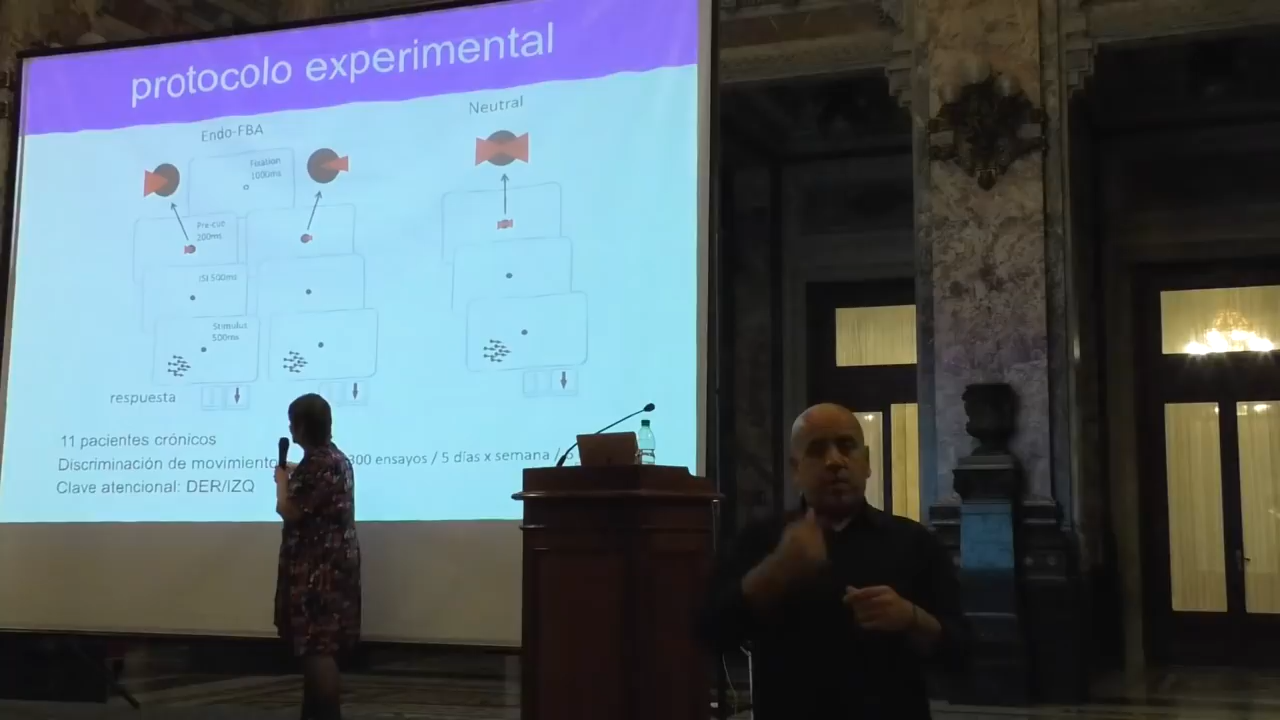 protocolo experimental
Endo-FBA
Neutral
Fixation
1000ms
Pre-cue
200ms
ISI 500ms
Stimulus
500ms
respuesta
11 pacientes crónicos
Discriminación de movimiento 300 ensayos / 5 días x semana /
Clave atencional: DER/IZQ